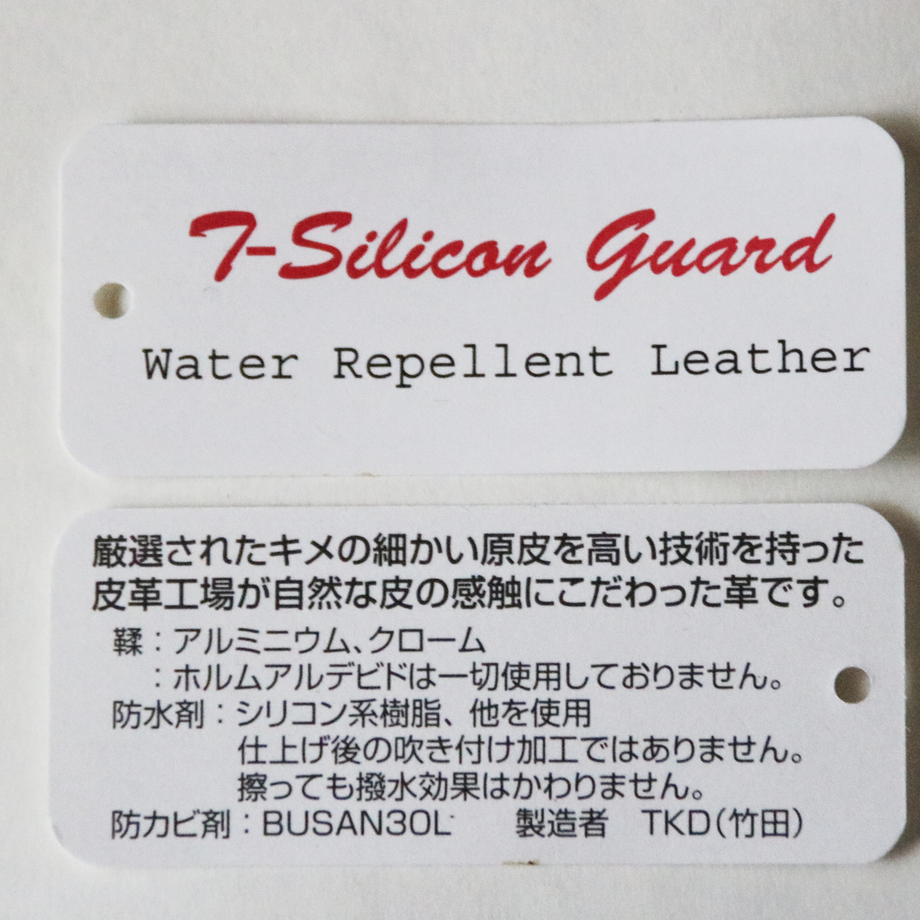 T-Silicon Guard
Water Repellent Leather
厳選されたキメの細かい原皮を高い技術を持った
皮革工場が自然な皮の感触にこだわった革です。
鞣：アルミニウム、クローム
：ホルムアルデビドは一切使用しておりません。
防水剤：シリコン系樹脂、他を使用
仕上げ後の吹き付け加工ではありません。
擦っても撥水効果はかわりません。
防カビ剤：BUSAN30L 製造者 TKD（竹田）